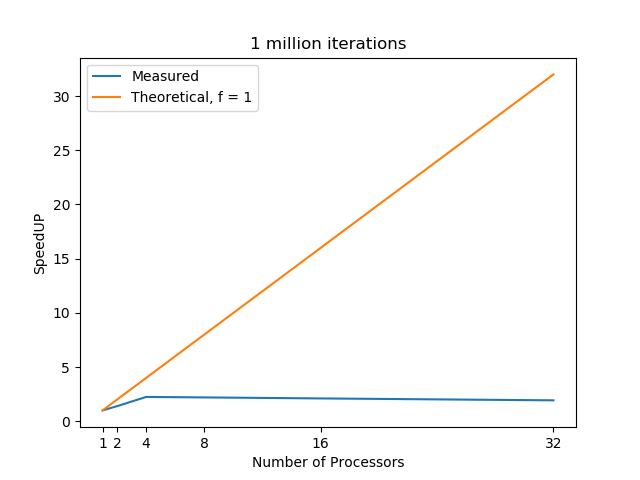 1 million iterations
Measured
Theoretical, f = 1
30
25
20
15
10
5
0
SpeedUP
1 2 4 8 16 32
Number of Processors